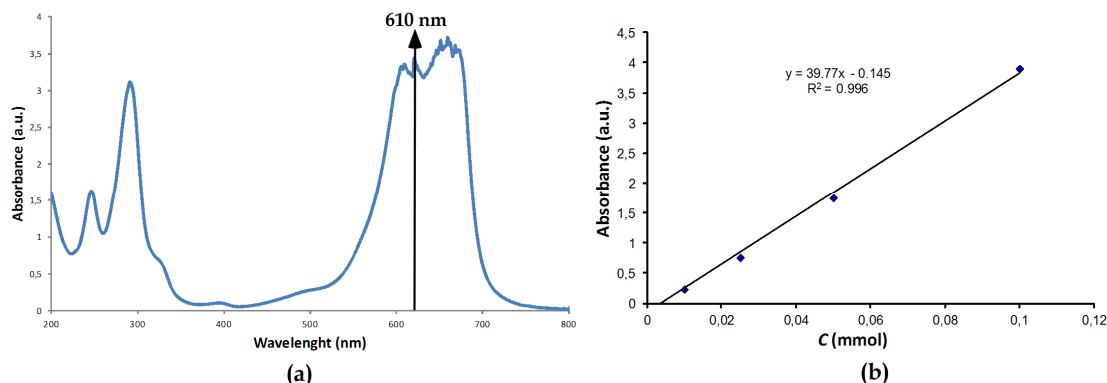 610 nm
4
3,5
3
2,5
2
1,5
1
0,5
0
Absorbance (a.u.)
200 300 400 500 600 700 800
Wavelenght (nm)
(a)
4,5
4
3,5
3
2,5
2
1,5
1
0,5
0
Absorbance (a.u.)
y = 39.77x - 0.145
R² = 0.996
0 0,02 0,04 0,06 0,08 0,1 0,12
C (mmol)
(b)